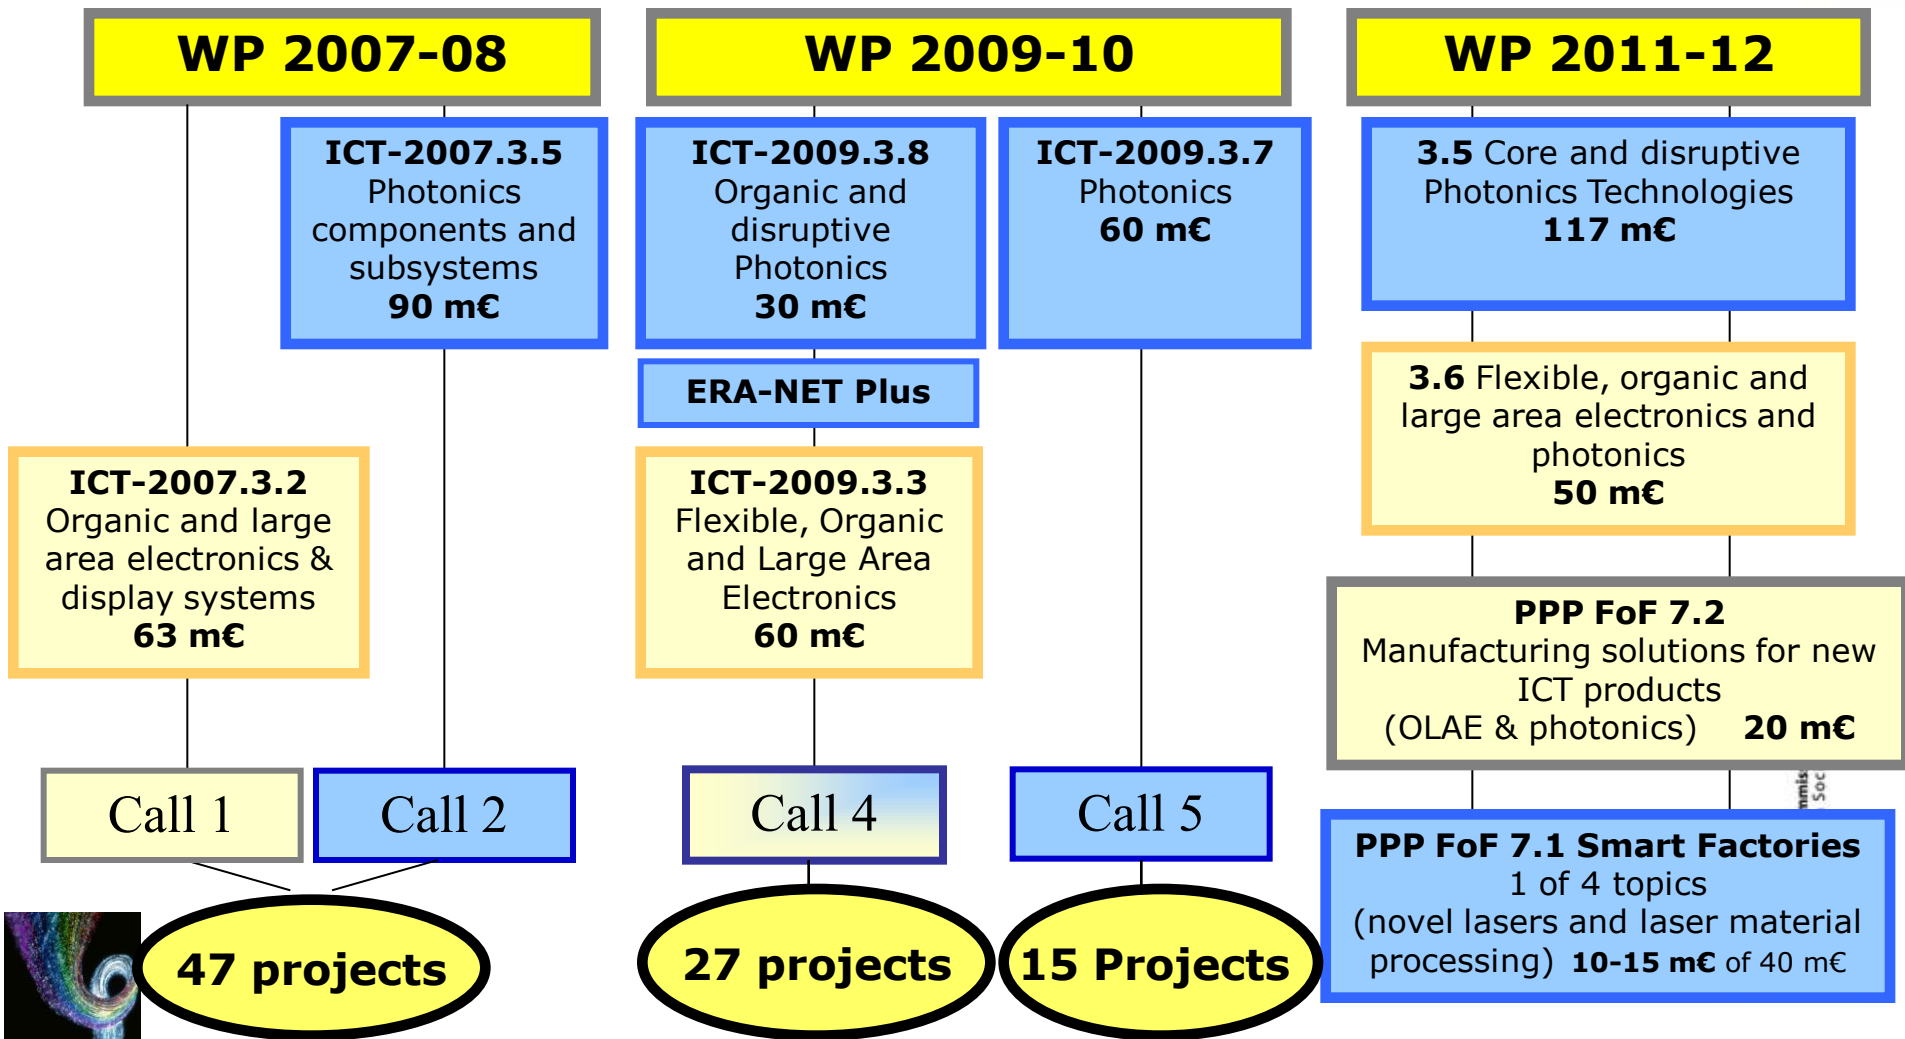 WP 2007-08
ICT-2007.3.5
Photonics
components and
subsystems
90 m€
ICT-2007.3.2
Organic and large
area electronics &
display systems
63 m€
Call 1
Call 2
47 projects
WP 2009-10
ICT-2009.3.8
Organic and
disruptive
Photonics
30 m€
ERA-NET Plus
ICT-2009.3.3
Flexible, Organic
and Large Area
Electronics
60 m€
Call 4
27 projects
ICT-2009.3.7
Photonics
60 m€
Call 5
15 Projects
WP 2011-12
3.5 Core and disruptive
Photonics Technologies
117 m€
3.6 Flexible, organic and
large area electronics and
photonics
50 m€
PPP FoF 7.2
Manufacturing solutions for new
ICT products
(OLAE & photonics) 20 m€
PPP FoF 7.1 Smart Factories
1 of 4 topics
(novel lasers and laser material
processing) 10-15 m€ of 40 m€